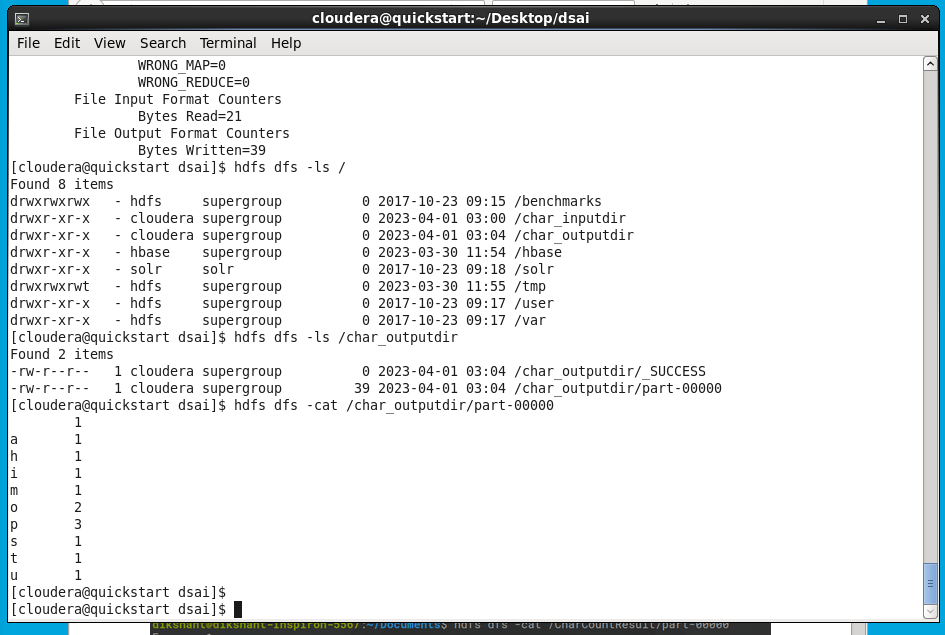 cloudera@quickstart:~/Desktop/dsai
File Edit View Search Terminal Help
WRONG_MAP=0
WRONG_REDUCE=0
File Input Format Counters
Bytes Read=21
File Output Format Counters
Bytes Written=39
[cloudera@quickstart dsai]$ hdfs dfs -ls /
Found 8 items
drwxrwxrwx   - hdfs     supergroup          0 2017-10-23 09:15 /benchmarks
drwxr-xr-x   - cloudera supergroup          0 2023-04-01 03:00 /char_inputdir
drwxr-xr-x   - cloudera supergroup          0 2023-04-01 03:04 /char_outputdir
drwxr-xr-x   - hbase    supergroup          0 2023-03-30 11:54 /hbase
drwxr-xr-x   - solr     solr                0 2017-10-23 09:18 /solr
drwxrwxrwt   - hdfs     supergroup          0 2023-03-30 11:55 /tmp
drwxr-xr-x   - hdfs     supergroup          0 2017-10-23 09:17 /user
drwxr-xr-x   - hdfs     supergroup          0 2017-10-23 09:17 /var
[cloudera@quickstart dsai]$ hdfs dfs -ls /char_outputdir
Found 2 items
-rw-r--r--   1 cloudera supergroup          0 2023-04-01 03:04 /char_outputdir/_SUCCESS
-rw-r--r--   1 cloudera supergroup         39 2023-04-01 03:04 /char_outputdir/part-00000
[cloudera@quickstart dsai]$ hdfs dfs -cat /char_outputdir/part-00000
1
a 1
h 1
i 1
m 1
o 2
p 3
s 1
t 1
u 1
[cloudera@quickstart dsai]$
[cloudera@quickstart dsai]$
dikshant@dikshant-Inspiron-5567:~/Documents$ hdfs dfs -cat /CharCountResult/part-00000